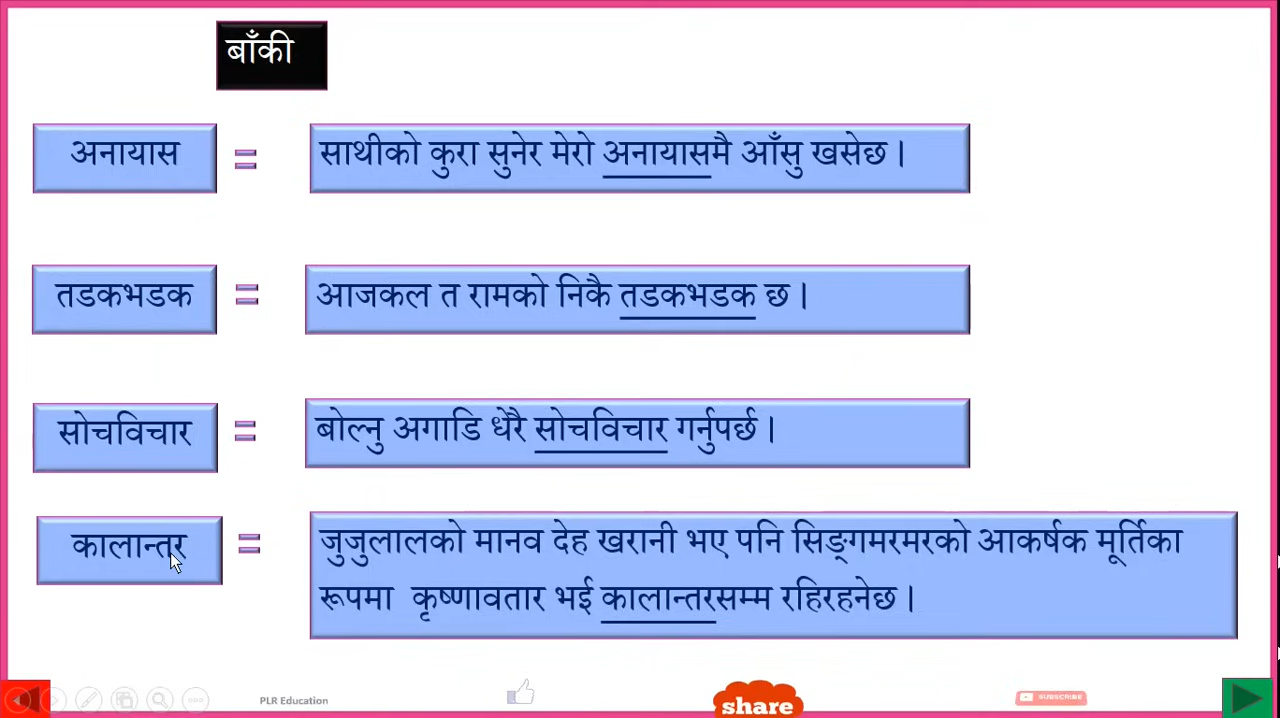 बाँकी
अनायास = साथीको कुरा सुनेर मेरो अनायासमै आँसु खसेछ ।
तडकभडक = आजकल त रामको निकै तडकभडक छ ।
सोचविचार = बोल्नु अगाडि धेरै सोचविचार गर्नुपर्छ ।
कालान्तर = जुजुलालको मानव देह खरानी भए पनि सिङ्गमरमरको आकर्षक मूर्तिका
रूपमा कृष्णावतार भई कालान्तरसम्म रहिरहनेछ ।
PLR Education
share
SUBSCRIBE